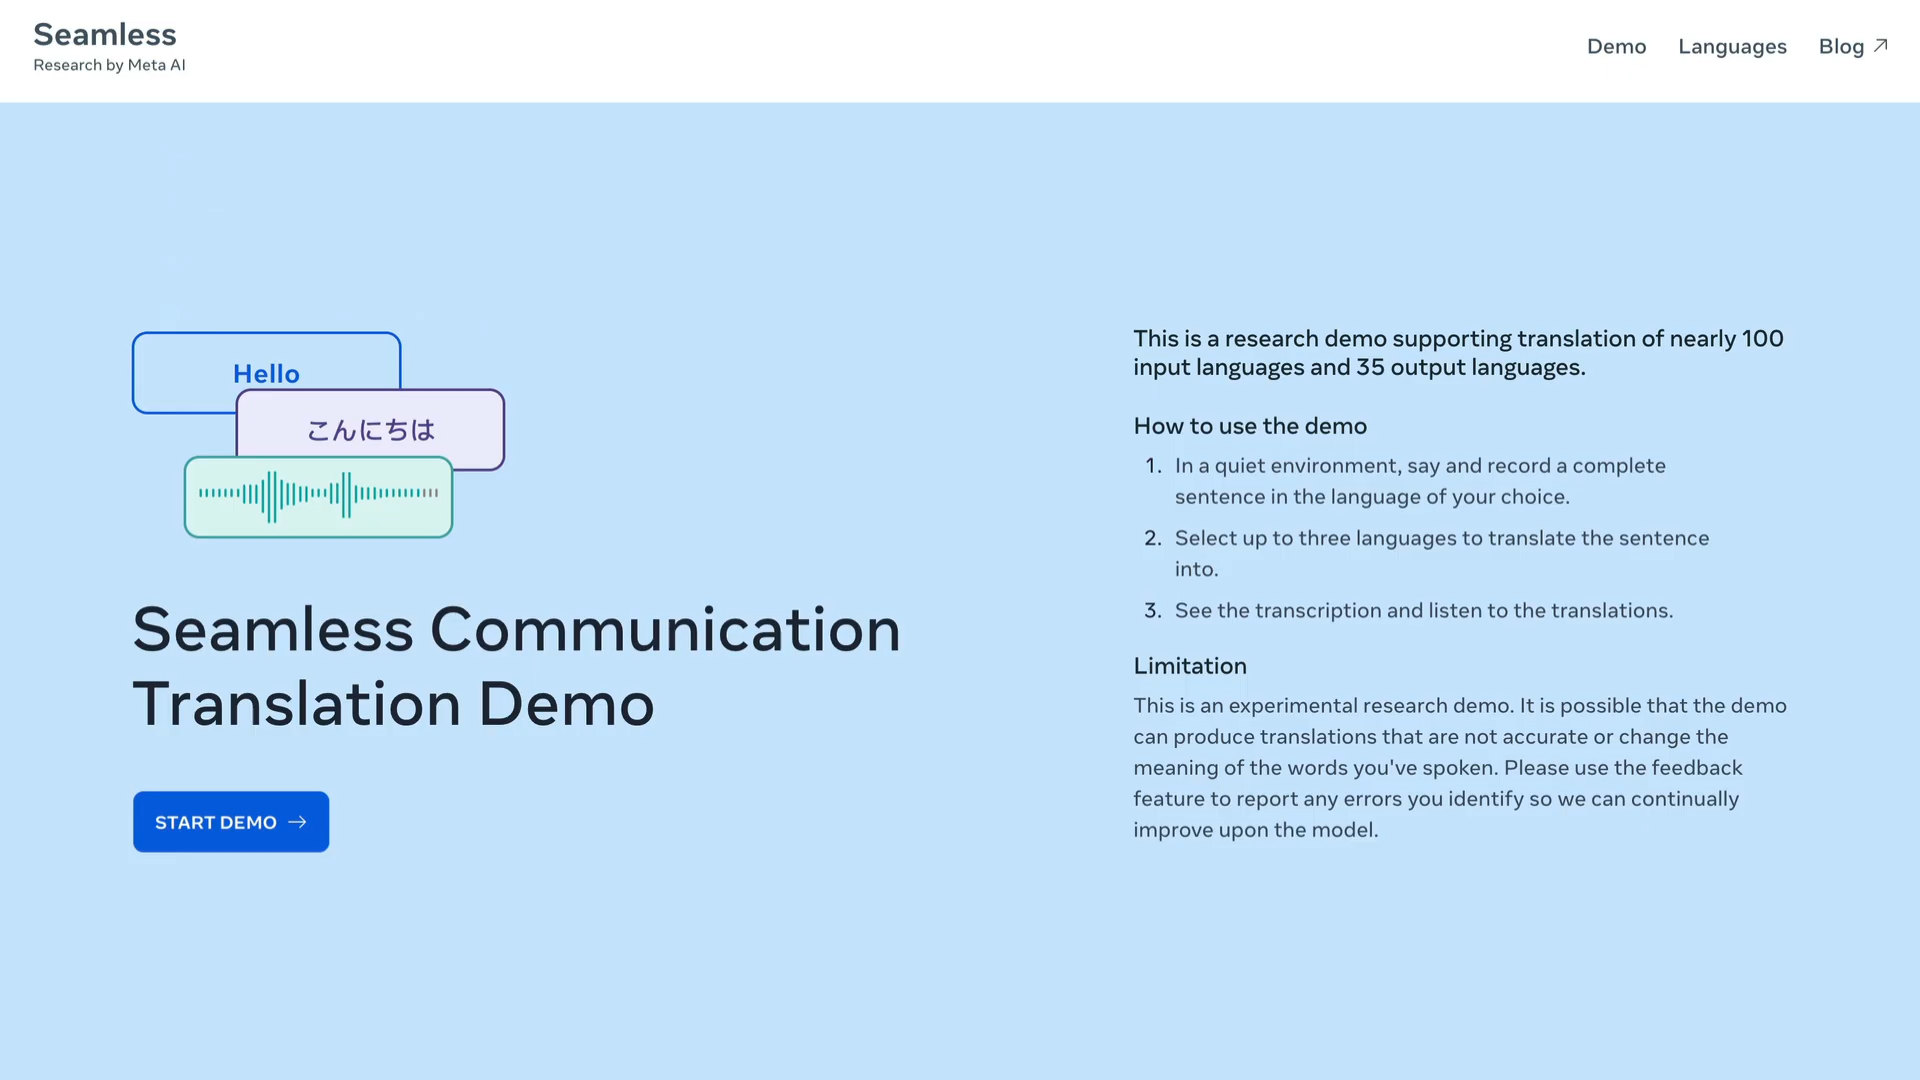 Seamless
Research by Meta AI
Demo
Languages
Blog
Hello
こんにちは
Seamless Communication
Translation Demo
START DEMO
This is a research demo supporting translation of nearly 100
input languages and 35 output languages.
How to use the demo
1. In a quiet environment, say and record a complete
sentence in the language of your choice.
2. Select up to three languages to translate the sentence
into.
3. See the transcription and listen to the translations.
Limitation
This is an experimental research demo. It is possible that the demo
can produce translations that are not accurate or change the
meaning of the words you've spoken. Please use the feedback
feature to report any errors you identify so we can continually
improve upon the model.